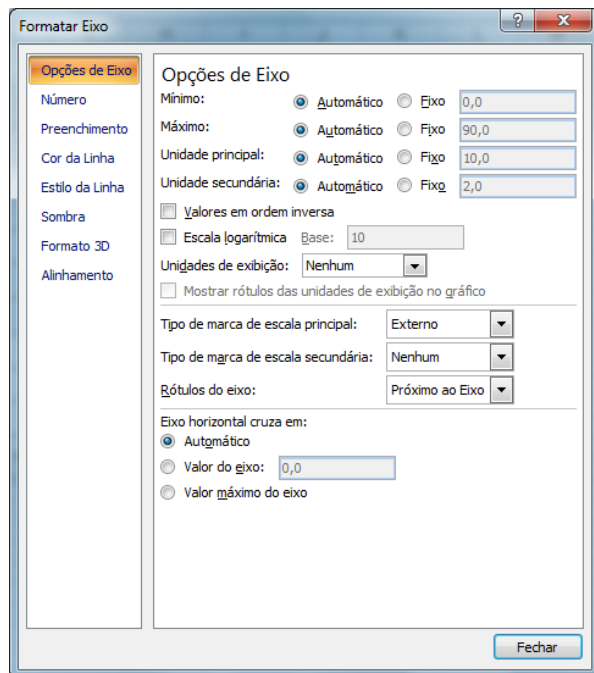 Formatar Eixo
?
X
Opções de Eixo
Número
Preenchimento
Cor da Linha
Estilo da Linha
Sombra
Formato 3D
Alinhamento
Opções de Eixo
Mínimo: Automático Fixo 0,0
Máximo: Automático Fixo 90,0
Unidade principal: Automático Fixo 10,0
Unidade secundária: Automático Fixo 2,0
Valores em ordem inversa
Escala logarítmica Base: 10
Unidades de exibição: Nenhum
Mostrar rótulos das unidades de exibição no gráfico
Tipo de marca de escala principal: Externo
Tipo de marca de escala secundária: Nenhum
Rótulos do eixo: Próximo ao Eixo
Eixo horizontal cruza em:
Automático
Valor do eixo: 0,0
Valor máximo do eixo
Fechar